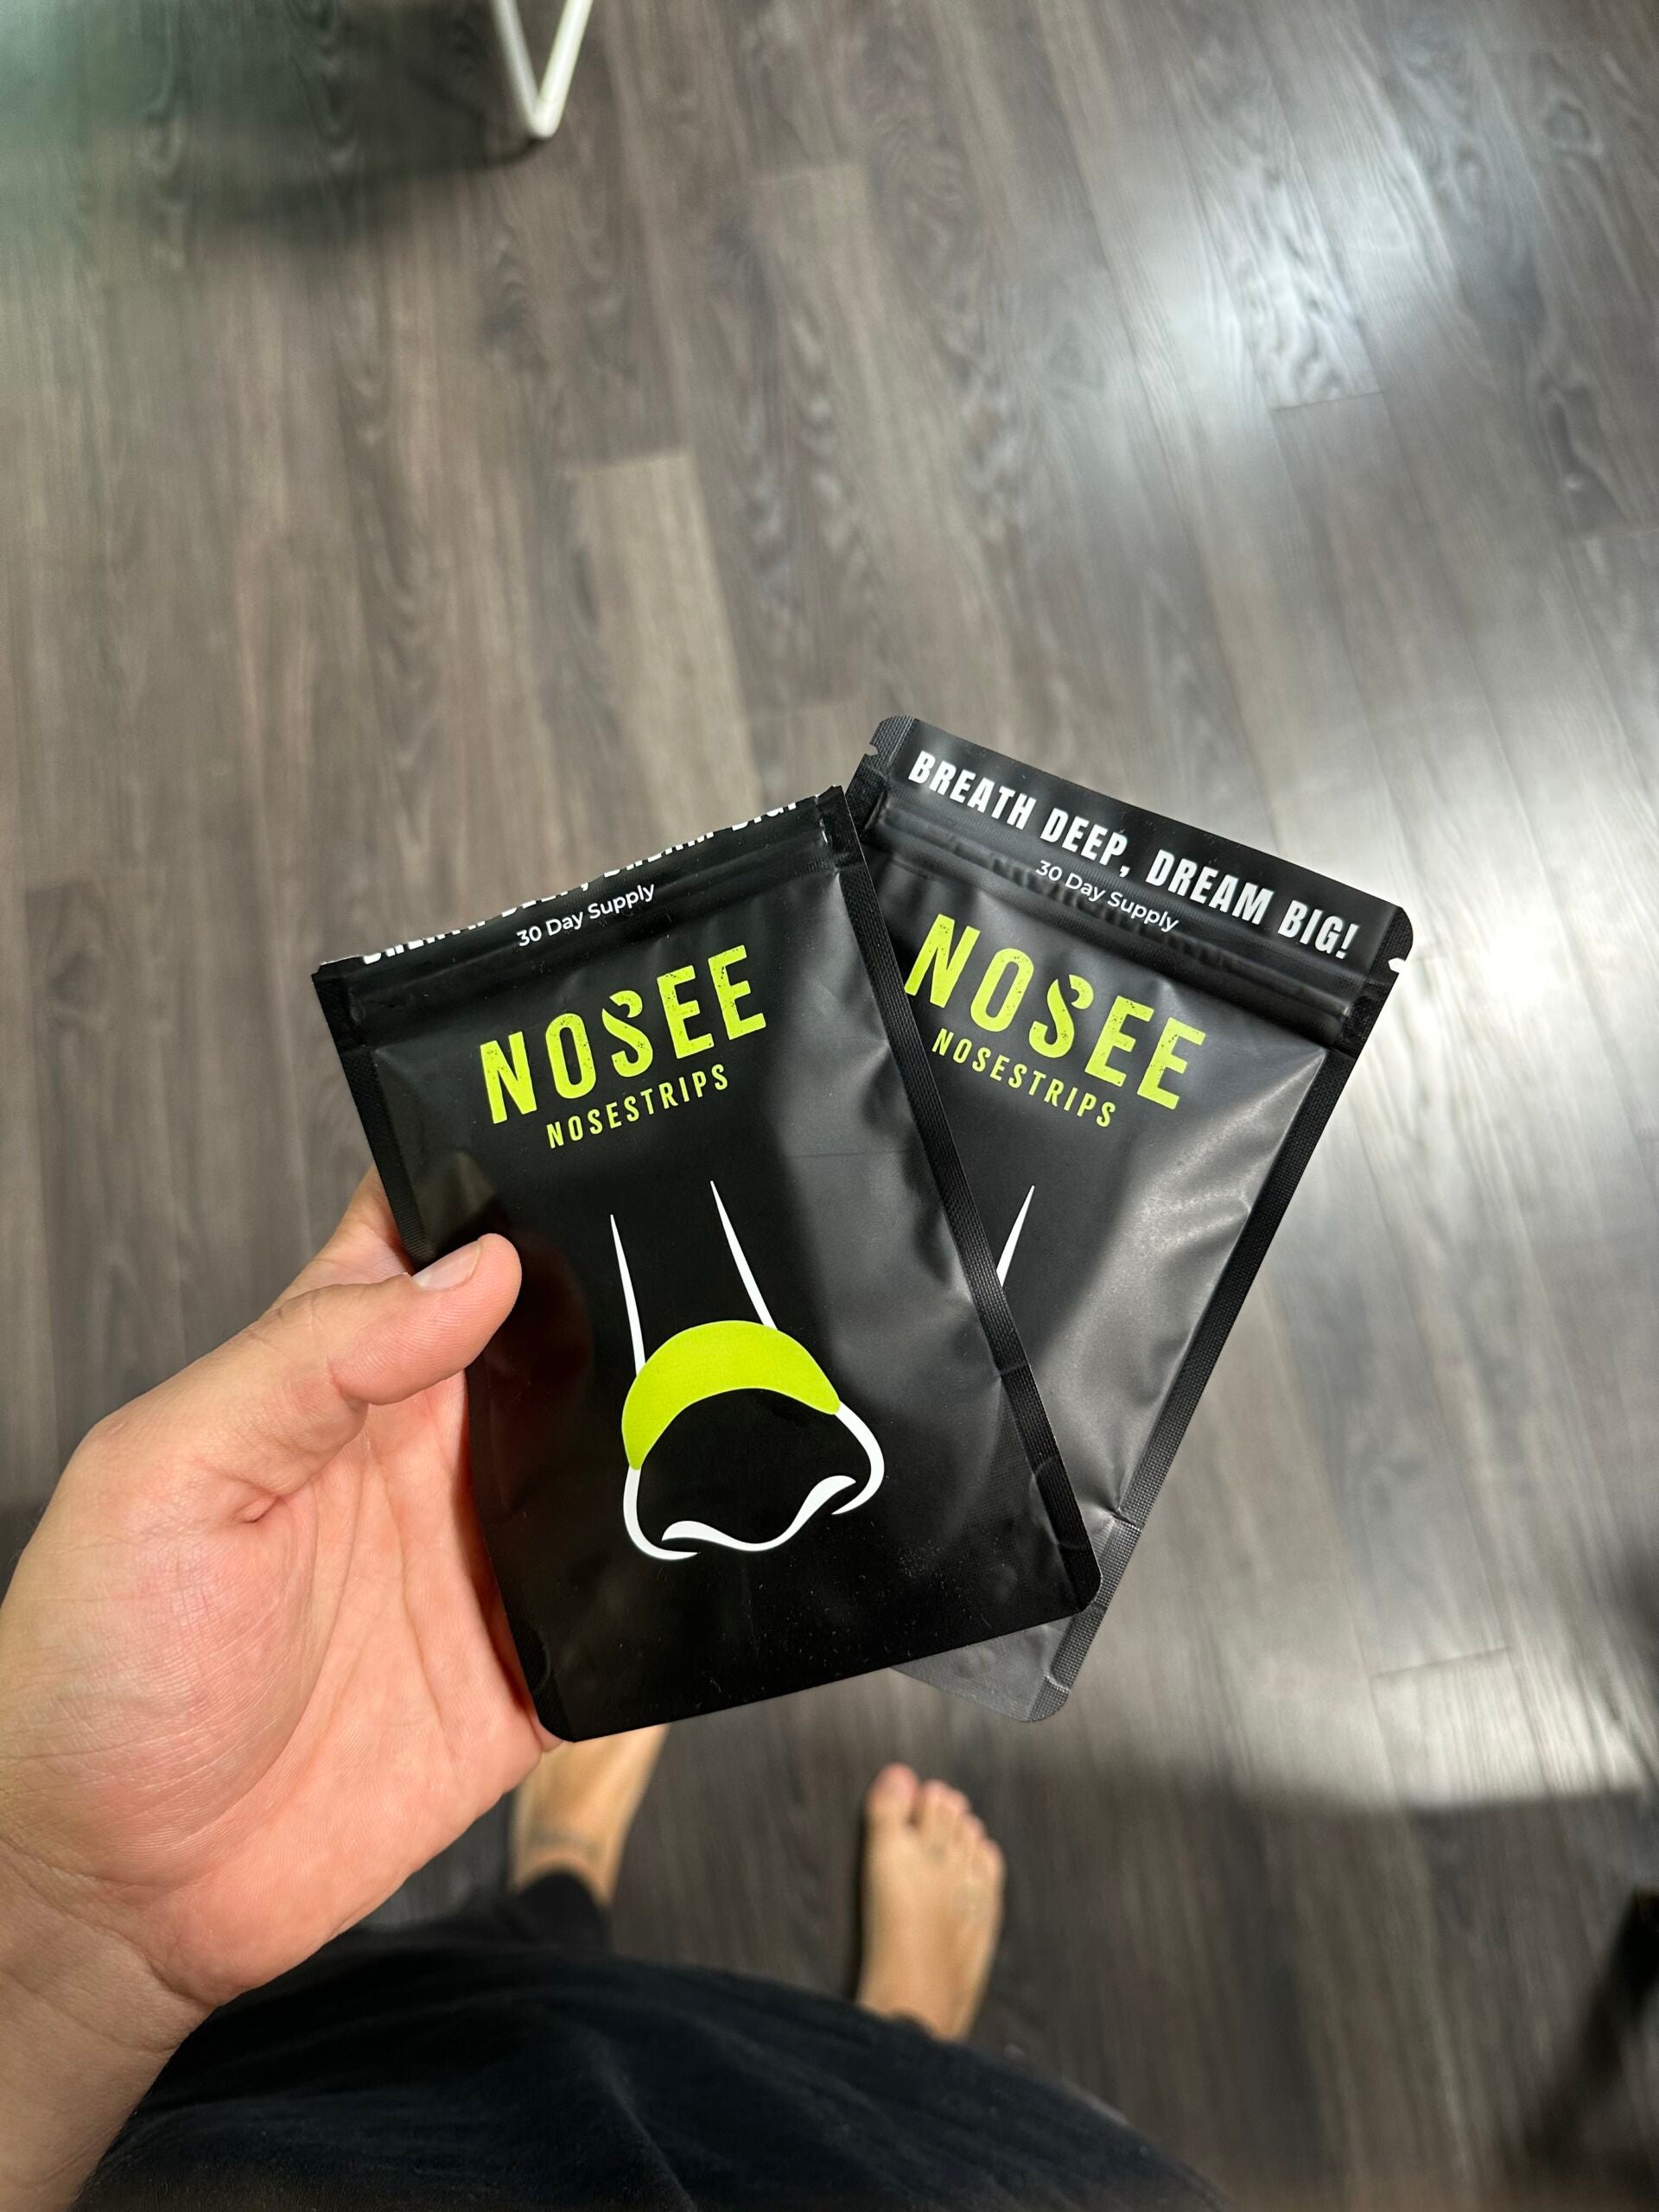 30 Day Supply
NOSEE
NOSESTRIPS
BREATH DEEP, DREAM BIG!
30 Day Supply
NOSEE
NOSESTRIPS